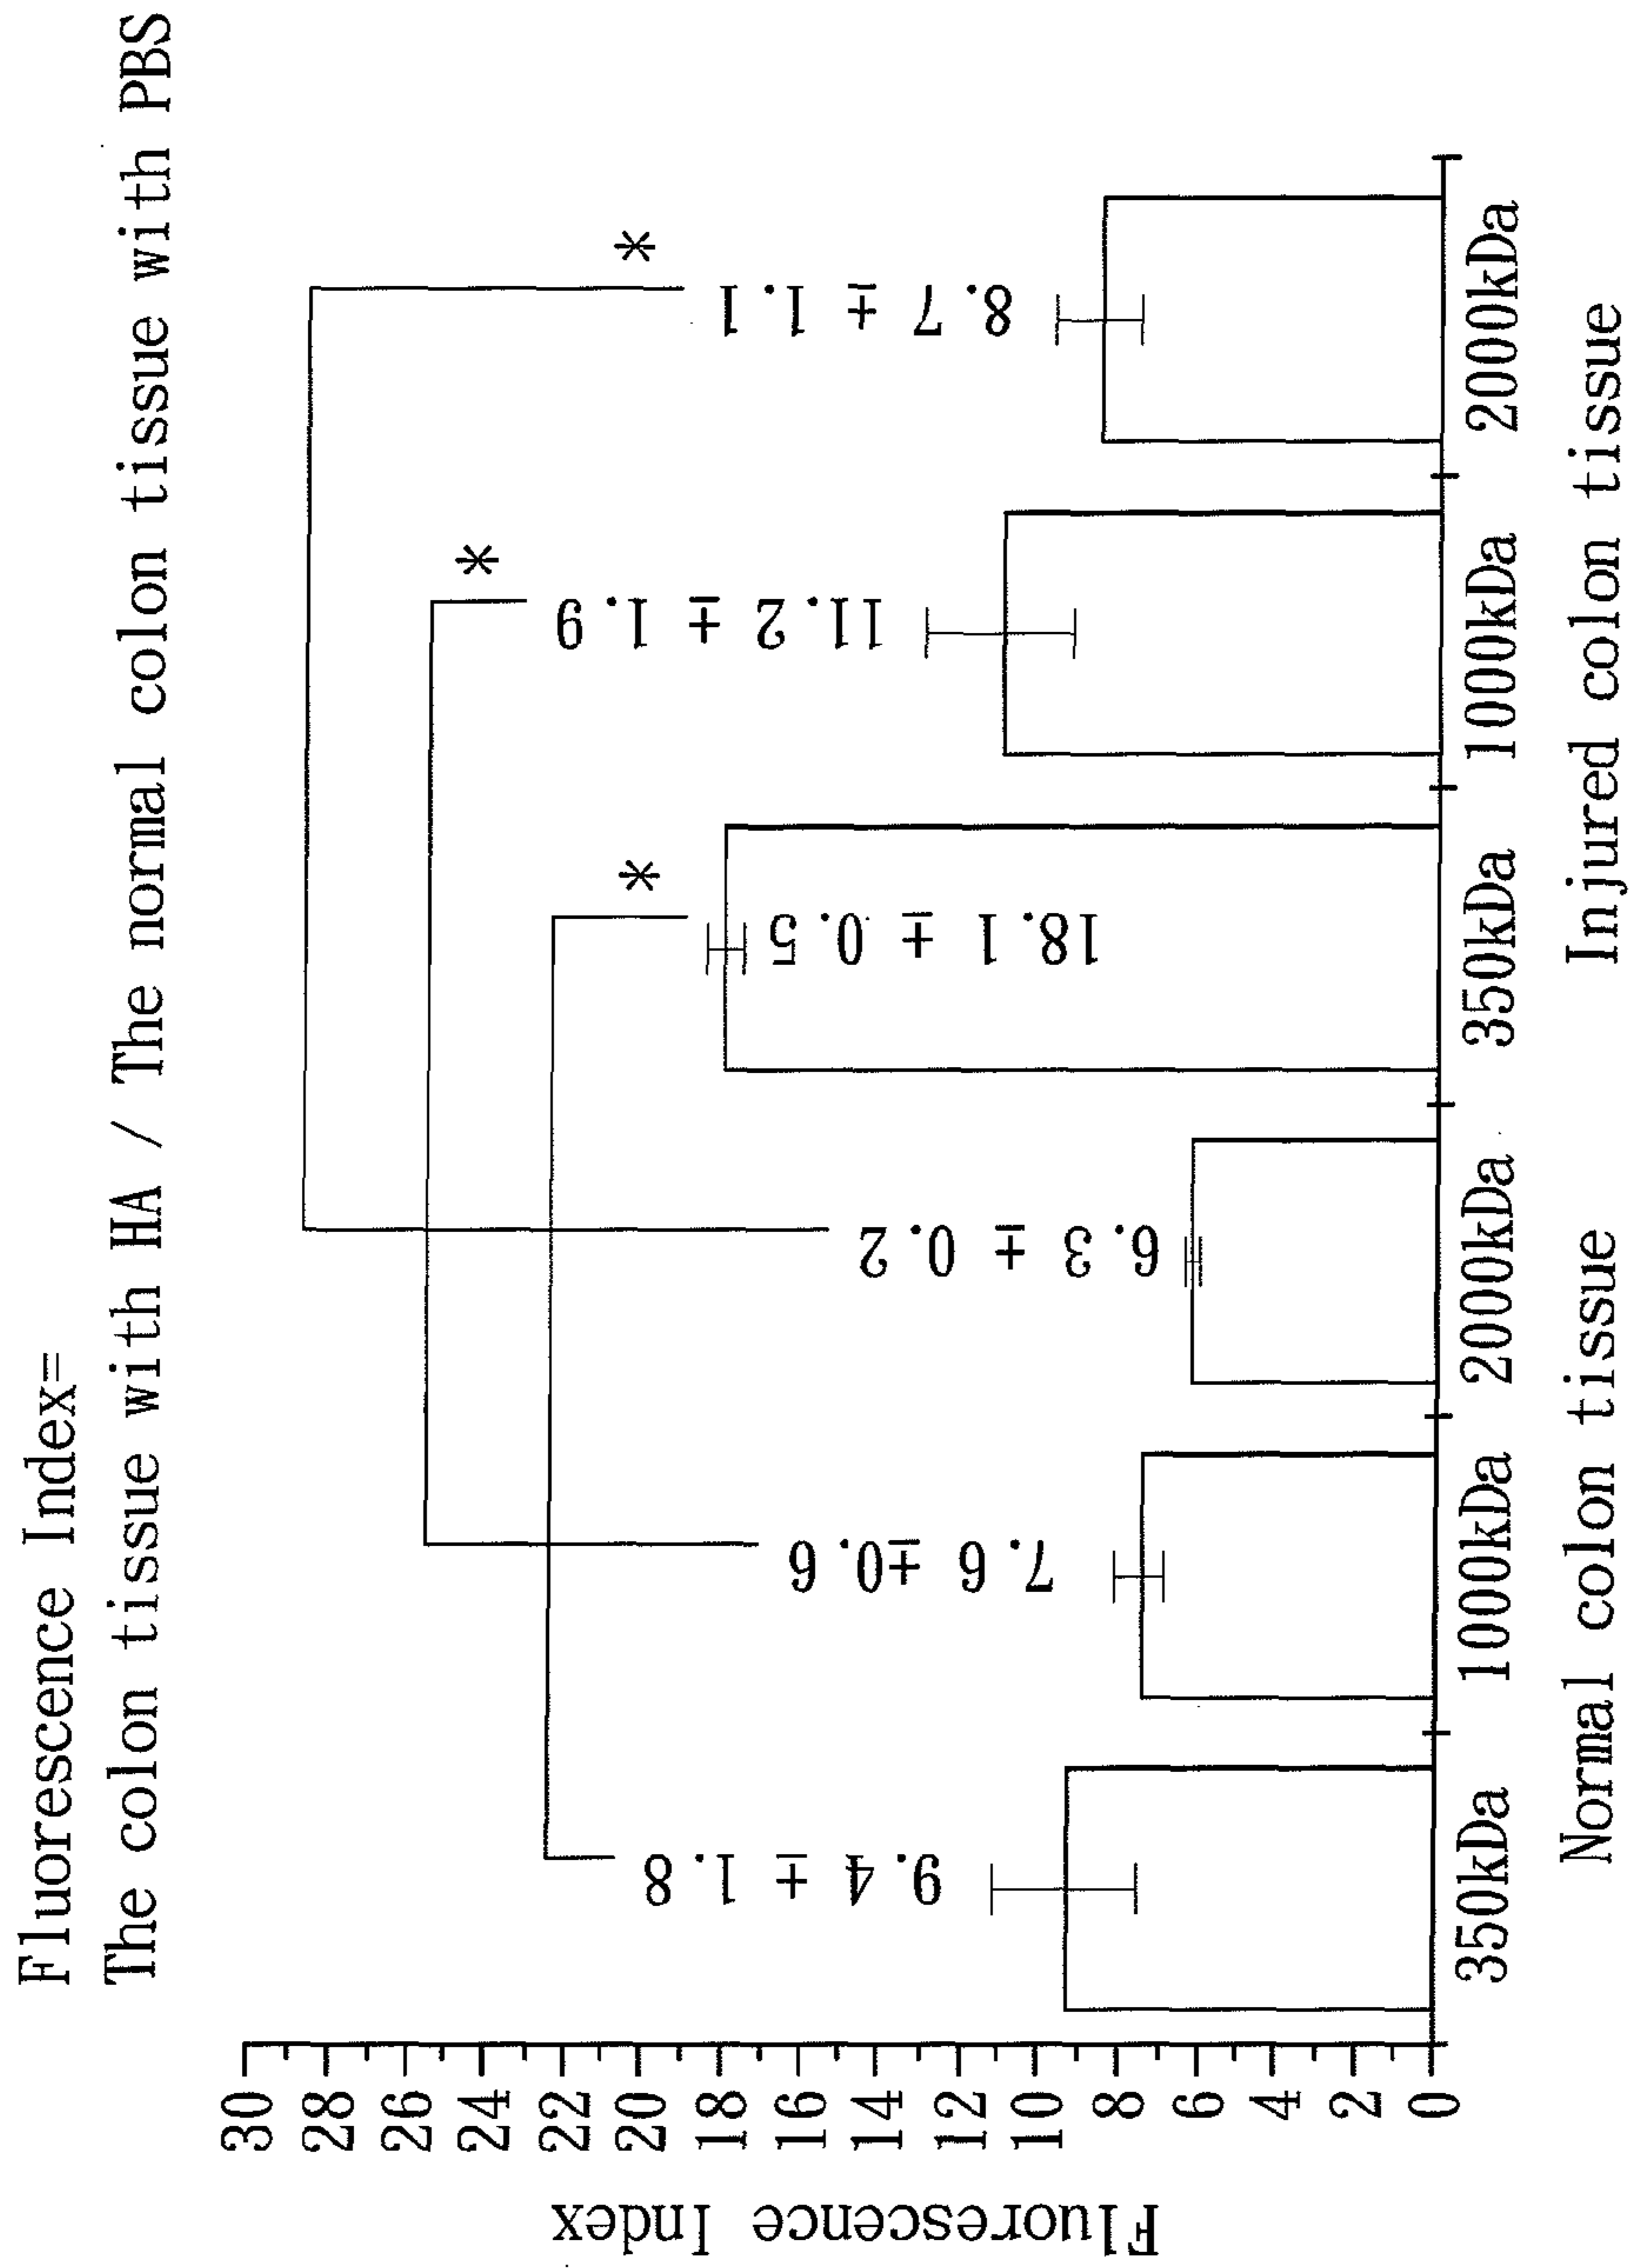 Fluorescence Index=
The colon tissue with HA / The normal colon tissue with PBS
Fluorescence Index
30
28
26
24
22
20
18
16
14
12
10
8
6
4
2
0
9.4 ± 1.8
7.6 ±0.6
6.3 ± 0.2
18.1 ± 0.5
*
11.2 ± 1.9
*
8.7 ± 1.1
*
350kDa 1000kDa 2000kDa 350kDa 1000kDa 2000kDa
Normal colon tissue Injured colon tissue